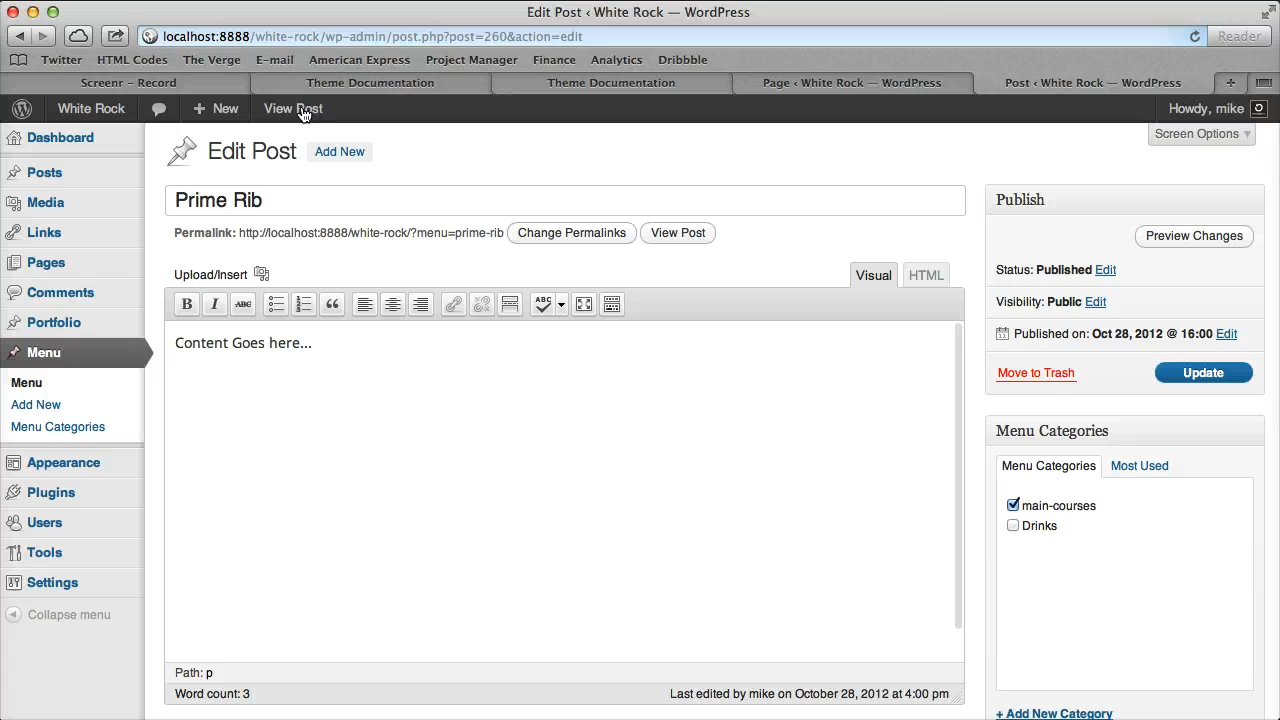 Edit Post ‹ White Rock — WordPress
localhost:8888/white-rock/wp-admin/post.php?post=260&action=edit
Reader
Twitter HTML Codes The Verge E-mail American Express Project Manager Finance Analytics Dribbble
Screenr – Record Theme Documentation Theme Documentation Page ‹ White Rock — WordPress Post ‹ White Rock — WordPress
White Rock + New View Post Howdy, mike
Screen Options
Dashboard
Posts
Media
Links
Pages
Comments
Portfolio
Menu
Menu
Add New
Menu Categories
Appearance
Plugins
Users
Tools
Settings
Collapse menu
Edit Post Add New
Prime Rib
Permalink: http://localhost:8888/white-rock/?menu=prime-rib Change Permalinks View Post
Upload/Insert
Visual HTML
B I ABC ABC
Content Goes here...
Path: p
Word count: 3 Last edited by mike on October 28, 2012 at 4:00 pm
Publish
Preview Changes
Status: Published Edit
Visibility: Public Edit
Published on: Oct 28, 2012 @ 16:00 Edit
Move to Trash Update
Menu Categories
Menu Categories Most Used
main-courses
Drinks
+ Add New Category